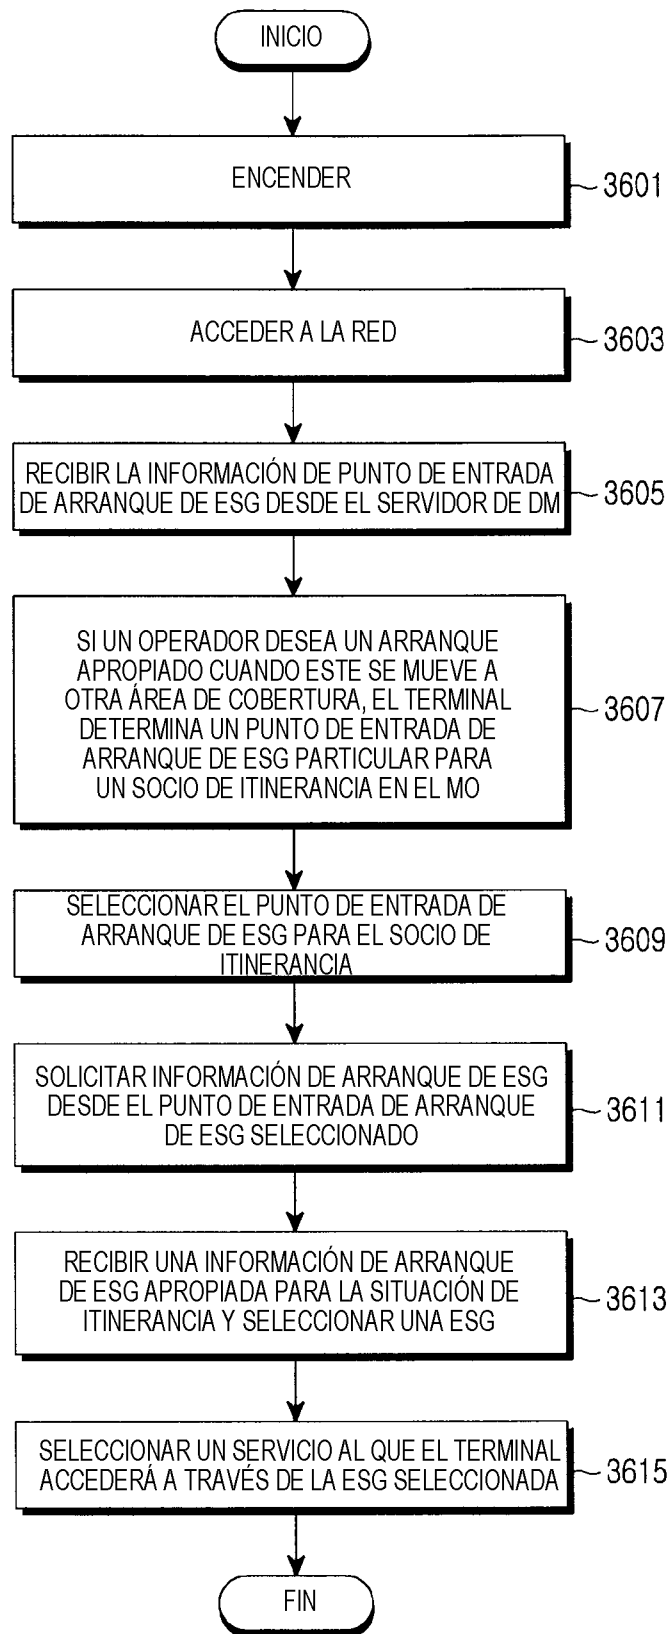 INICIO
ENCENDER
3601
ACCEDER A LA RED
3603
RECIBIR LA INFORMACIÓN DE PUNTO DE ENTRADA
DE ARRANQUE DE ESG DESDE EL SERVIDOR DE DM
3605
SI UN OPERADOR DESEA UN ARRANQUE
APROPIADO CUANDO ESTE SE MUEVE A
OTRA ÁREA DE COBERTURA, EL TERMINAL
DETERMINA UN PUNTO DE ENTRADA DE
ARRANQUE DE ESG PARTICULAR PARA
UN SOCIO DE ITINERANCIA EN EL MO
3607
SELECCIONAR EL PUNTO DE ENTRADA DE
ARRANQUE DE ESG PARA EL SOCIO DE
ITINERANCIA
3609
SOLICITAR INFORMACIÓN DE ARRANQUE DE ESG
DESDE EL PUNTO DE ENTRADA DE ARRANQUE
DE ESG SELECCIONADO
3611
RECIBIR UNA INFORMACIÓN DE ARRANQUE
DE ESG APROPIADA PARA LA SITUACIÓN DE
ITINERANCIA Y SELECCIONAR UNA ESG
3613
SELECCIONAR UN SERVICIO AL QUE EL TERMINAL
ACCEDERÁ A TRAVÉS DE LA ESG SELECCIONADA
3615
FIN